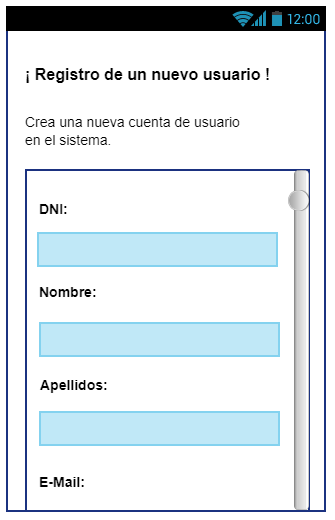 12:00
¡ Registro de un nuevo usuario !
Crea una nueva cuenta de usuario
en el sistema.
DNI:
Nombre:
Apellidos:
E-Mail: